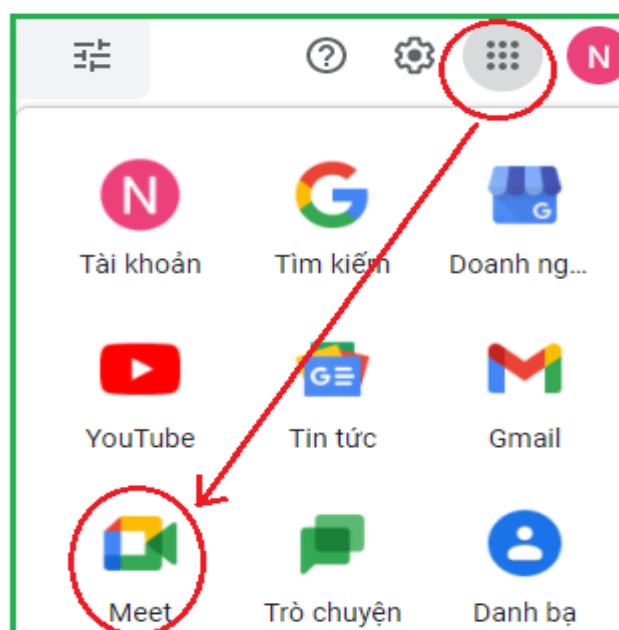 N
N
Tài khoản
Tìm kiếm
Doanh ng...
G
YouTube
Tin tức
Gmail
Meet
Trò chuyện
Danh bạ